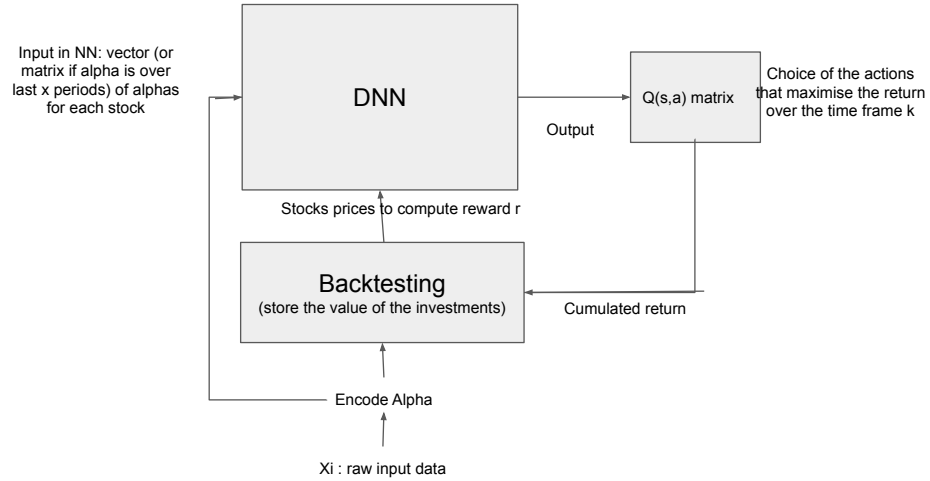 Input in NN: vector (or
matrix if alpha is over
last x periods) of alphas
for each stock
DNN
Output
Q(s,a) matrix
Choice of the actions
that maximise the return
over the time frame k
Stocks prices to compute reward r
Backtesting
(store the value of the investments)
Cumulated return
Encode Alpha
Xi : raw input data